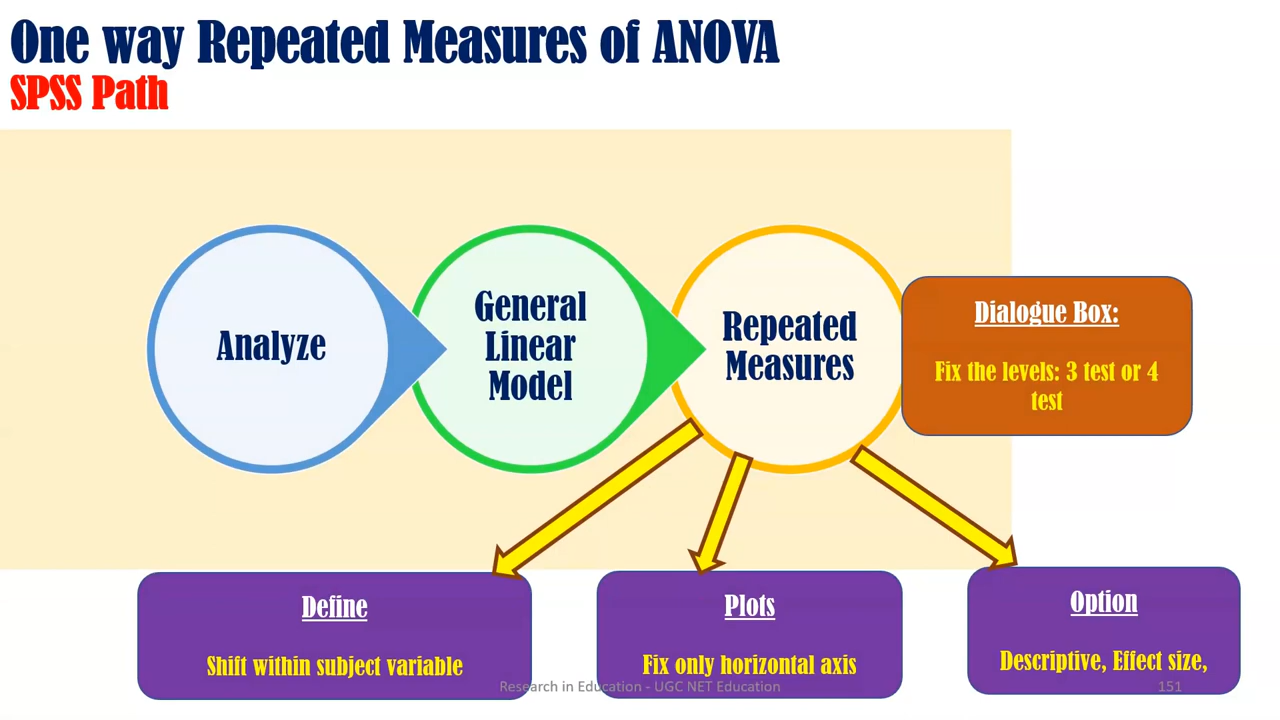 One way Repeated Measures of ANOVA
SPSS Path
Analyze
General
Linear
Model
Repeated
Measures
Dialogue Box:
Fix the levels: 3 test or 4
test
Define
Shift within subject variable
Plots
Fix only horizontal axis
Option
Descriptive, Effect size,
Research in Education - UGC NET Education
151